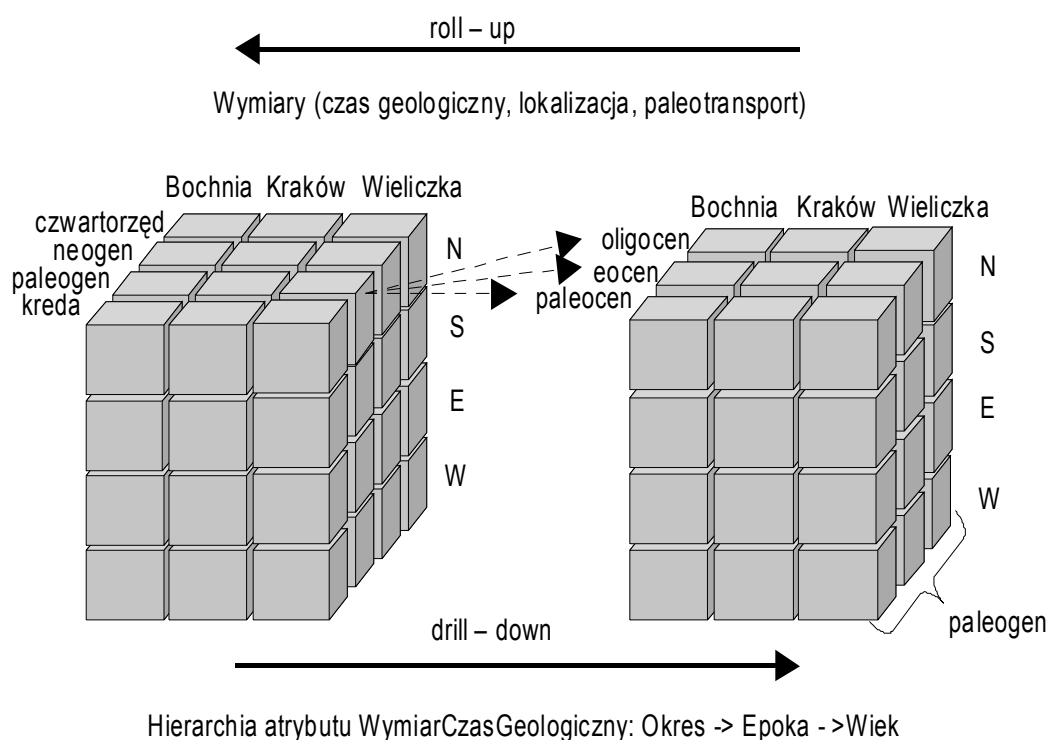 roll – up
Wymiary (czas geologiczny, lokalizacja, paleotransport)
Bochnia Kraków Wieliczka
czwartorzęd
neogen
paleogen
kreda
N
S
E
W
Bochnia Kraków Wieliczka
oligocen
eocen
paleocen
N
S
E
W
paleogen
drill – down
Hierarchia atrybutu WymiarCzasGeologiczny: Okres -> Epoka - >Wiek